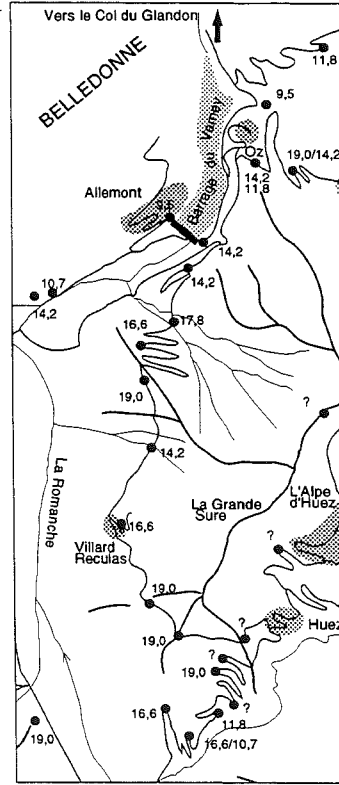 Vers le Col du Glandon
11,8
BELLEDONNE
9,5
Barrage du Varney
Oz
19,0/14,2
14,2
11,8
Allemont
9,5
14,2
10,7
14,2
14,2
17,8
16,6
19,0
?
14,2
La Romanche
La Grande
Sure
L'Alpe
d'Huez
16,6
?
Villard
Reculas
19,0
Huez
19,0
?
?
19,0
16,6
?
11,8
19,0
16,6/10,7